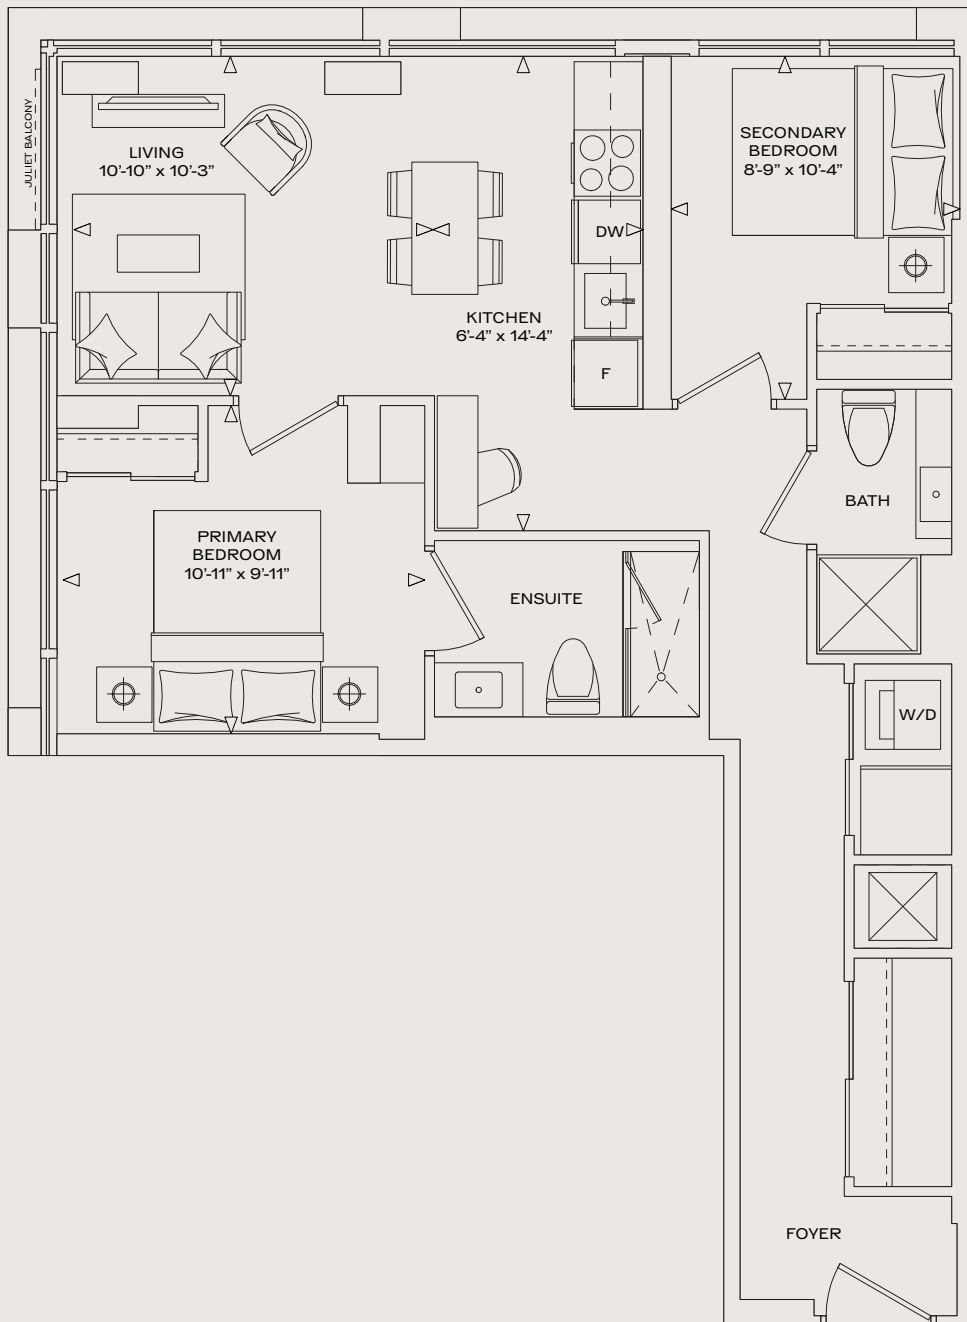 JULIET BALCONY
LIVING
10'-10" x 10'-3"
SECONDARY
BEDROOM
8'-9" x 10'-4"
DW
KITCHEN
6'-4" x 14'-4"
F
BATH
PRIMARY
BEDROOM
10'-11" x 9'-11"
ENSUITE
W/D
FOYER